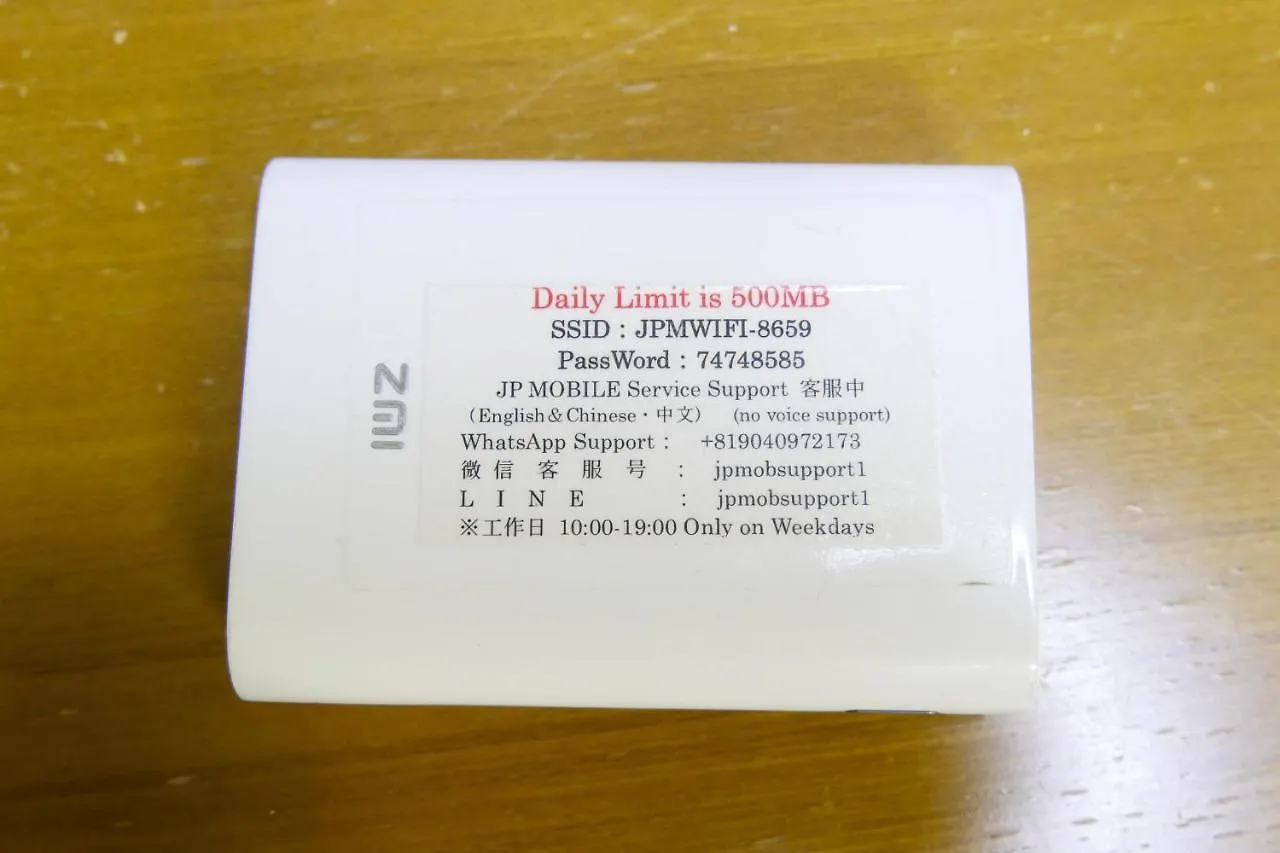 Daily Limit is 500MB
SSID : JPMWIFI-8659
PassWord : 74748585
JP MOBILE Service Support 客服中
（English＆Chinese・中文） (no voice support)
WhatsApp Support : +819040972173
微 信 客 服 号 : jpmobsupport1
L I N E : jpmobsupport1
※工作日 10:00-19:00 Only on Weekdays